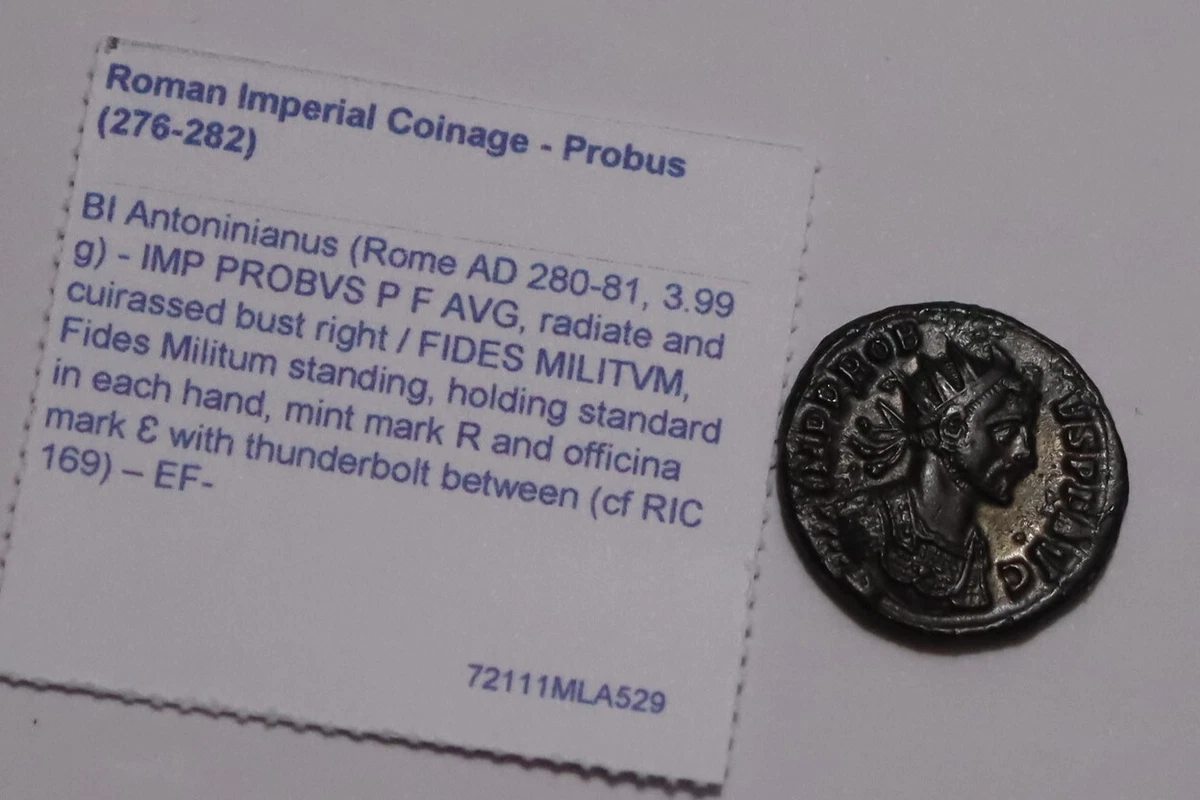 Roman Imperial Coinage - Probus
(276-282)
BI Antoninianus (Rome AD 280-81, 3.99
g) - IMP PROBVS P F AVG, radiate and
cuirassed bust right / FIDES MILITVM,
Fides Militum standing, holding standard
in each hand, mint mark R and officina
mark Ɛ with thunderbolt between (cf RIC
169) – EF-
72111MLA529
IMP PROB
VS P F AVG